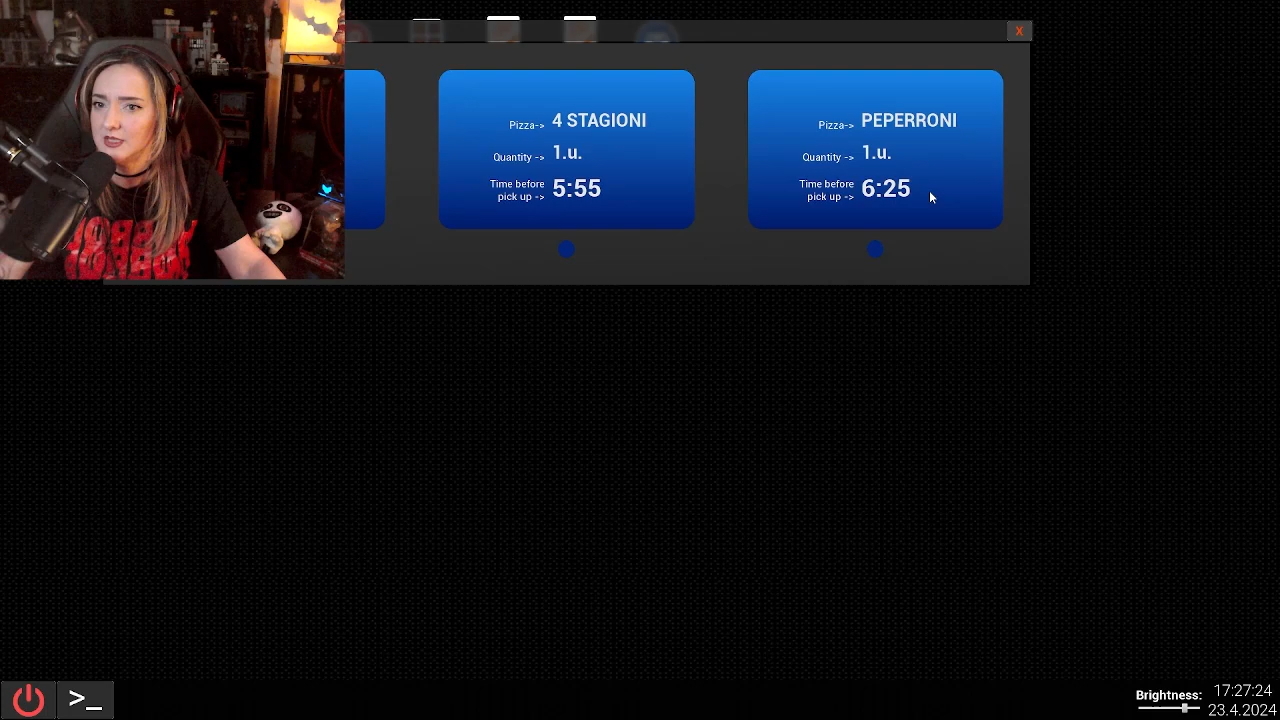 X
Pizza-> 4 STAGIONI
Quantity -> 1.u.
Time before
pick up -> 5:55
Pizza-> PEPERRONI
Quantity -> 1.u.
Time before
pick up -> 6:25
>_
Brightness:
17:27:24
23.4.2024